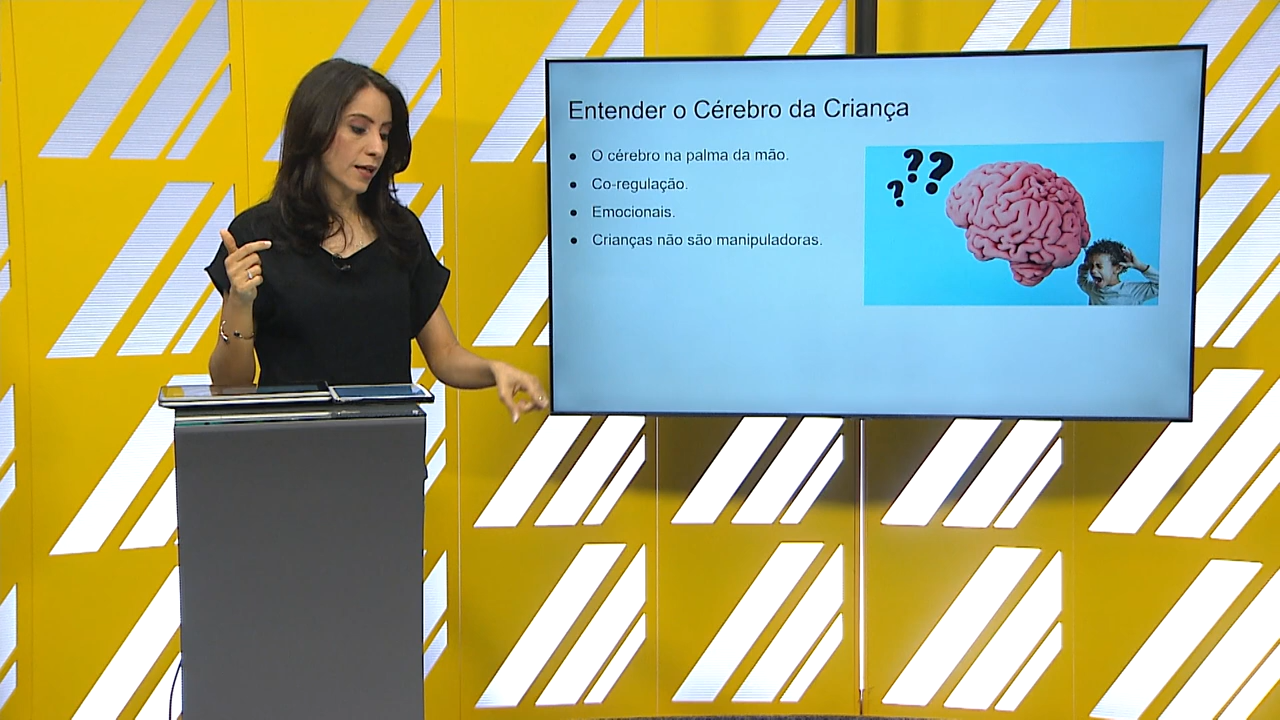 Entender o Cérebro da Criança
● O cérebro na palma da mão.
● Co-regulação.
● Emocionais.
● Crianças não são manipuladoras.
???